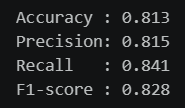 Accuracy : 0.813
Precision: 0.815
Recall   : 0.841
F1-score : 0.828